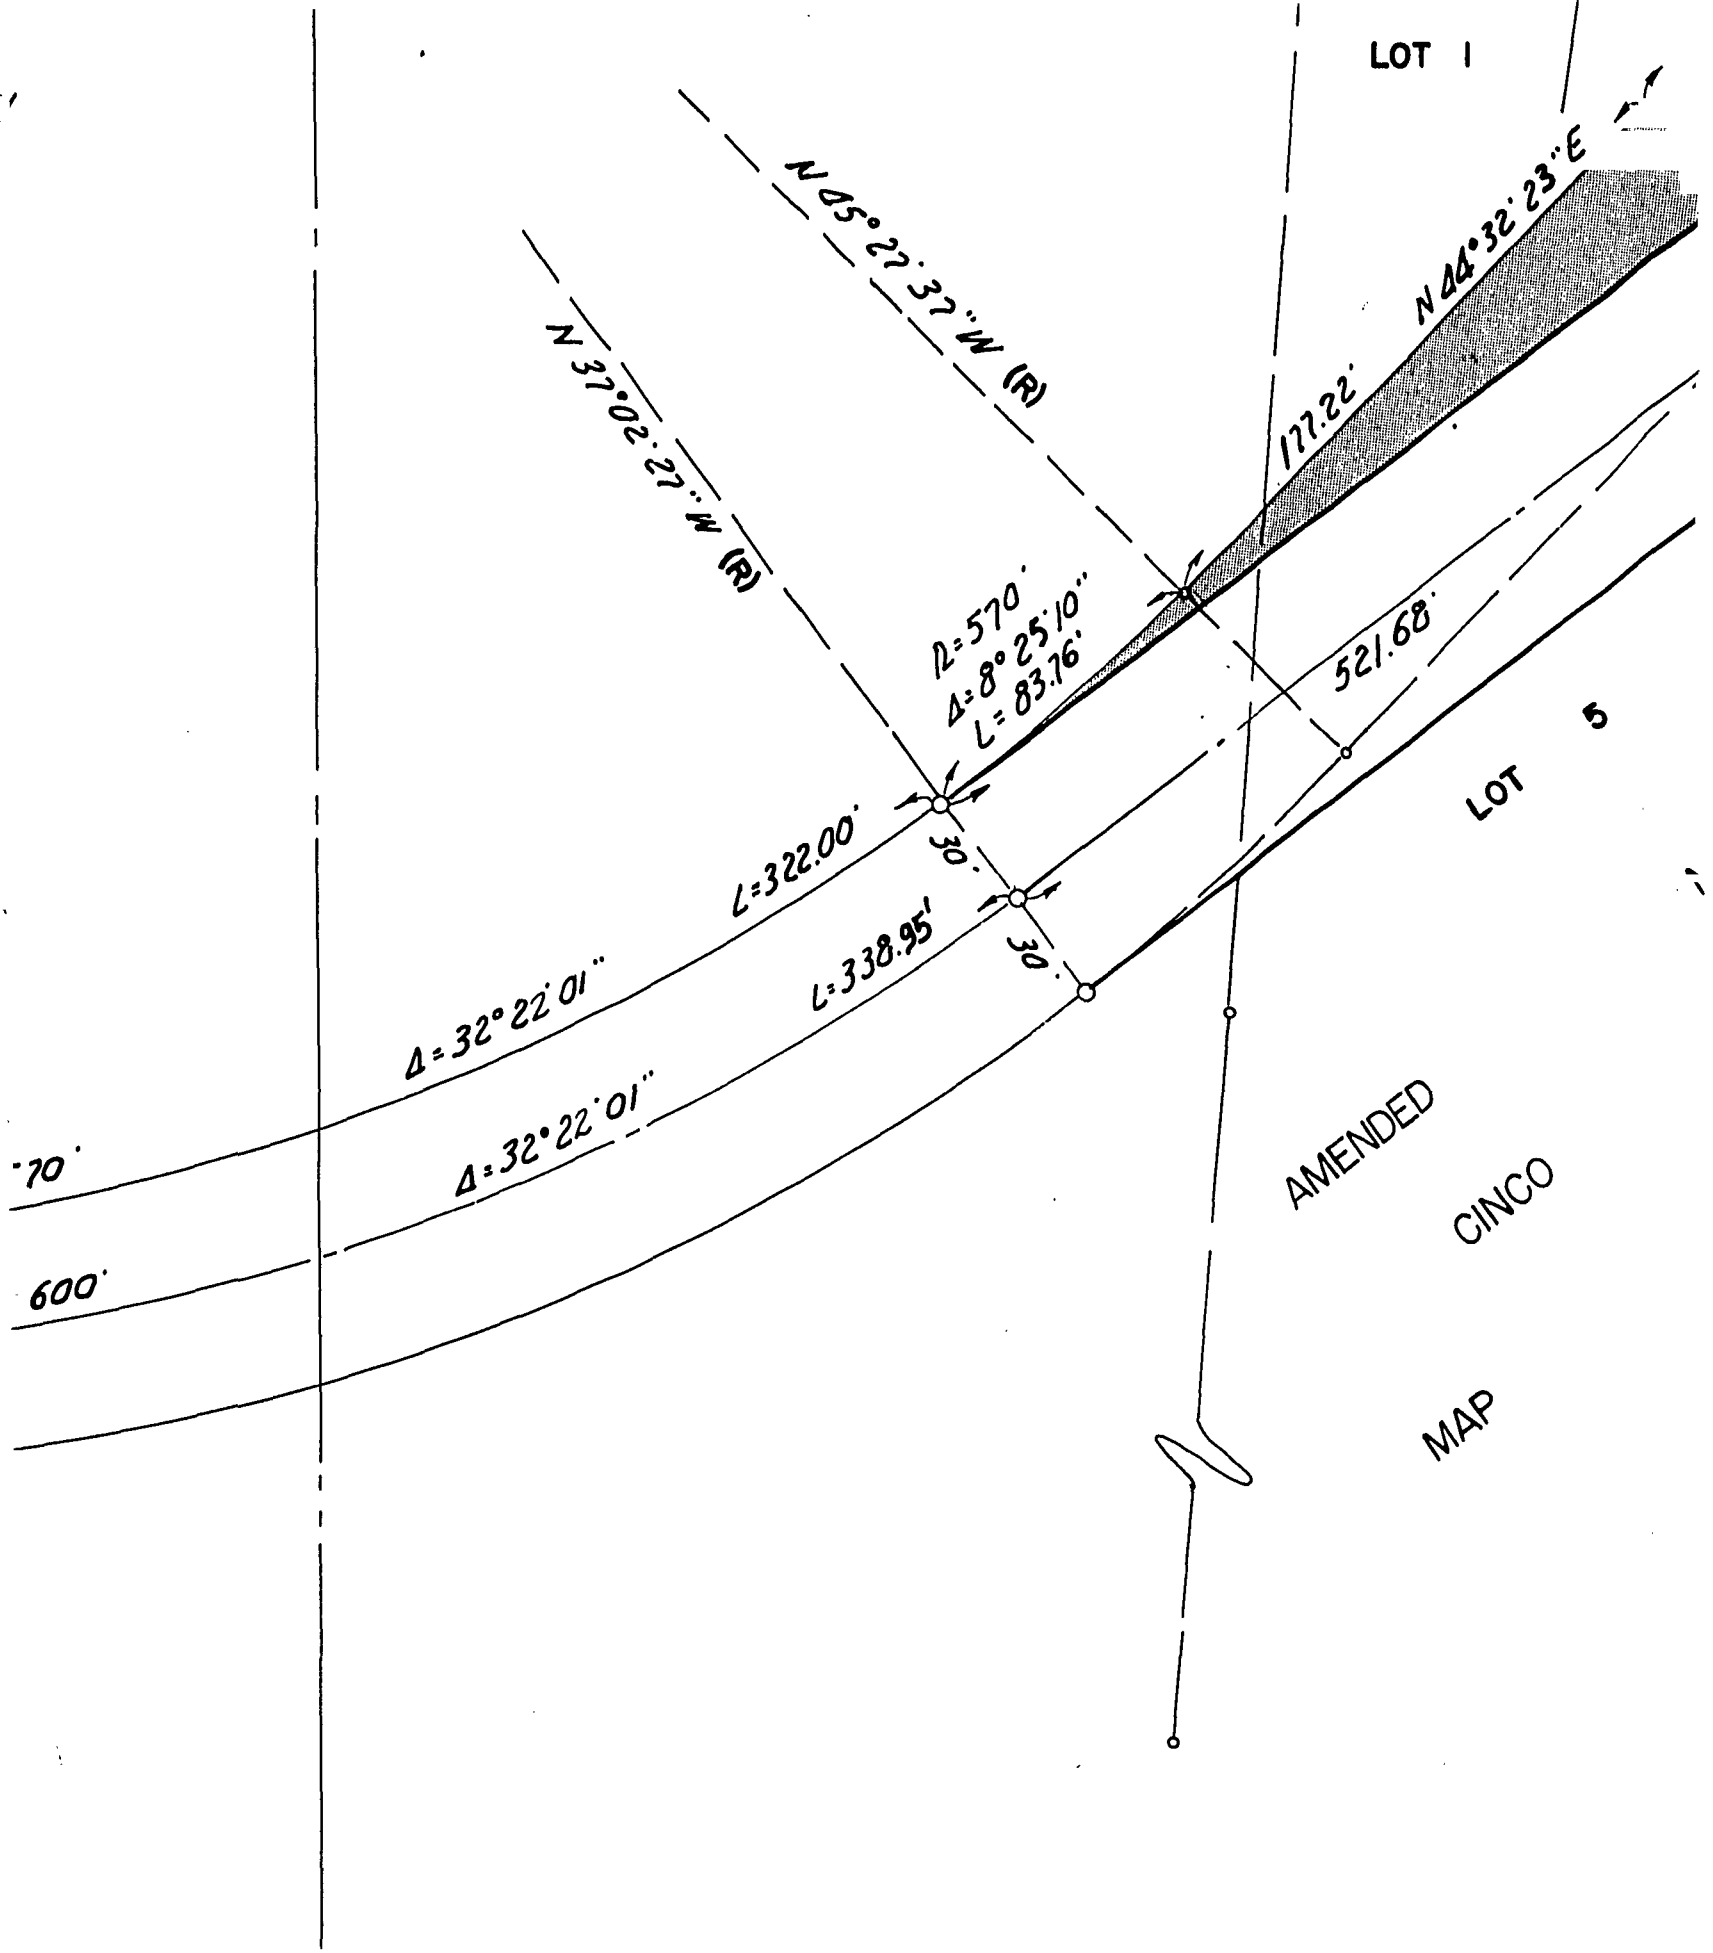 LOT 1
N 44°32'23"E
N 45°27'37"W (R)
N 37°02'27"W (R)
177.22'
R=570'
Δ=8°25'10"
L=83.76'
521.68'
LOT 5
L=322.00'
30'
L=338.95'
30'
Δ=32°22'01"
Δ=32°22'01"
70'
600'
AMENDED
CINCO
MAP